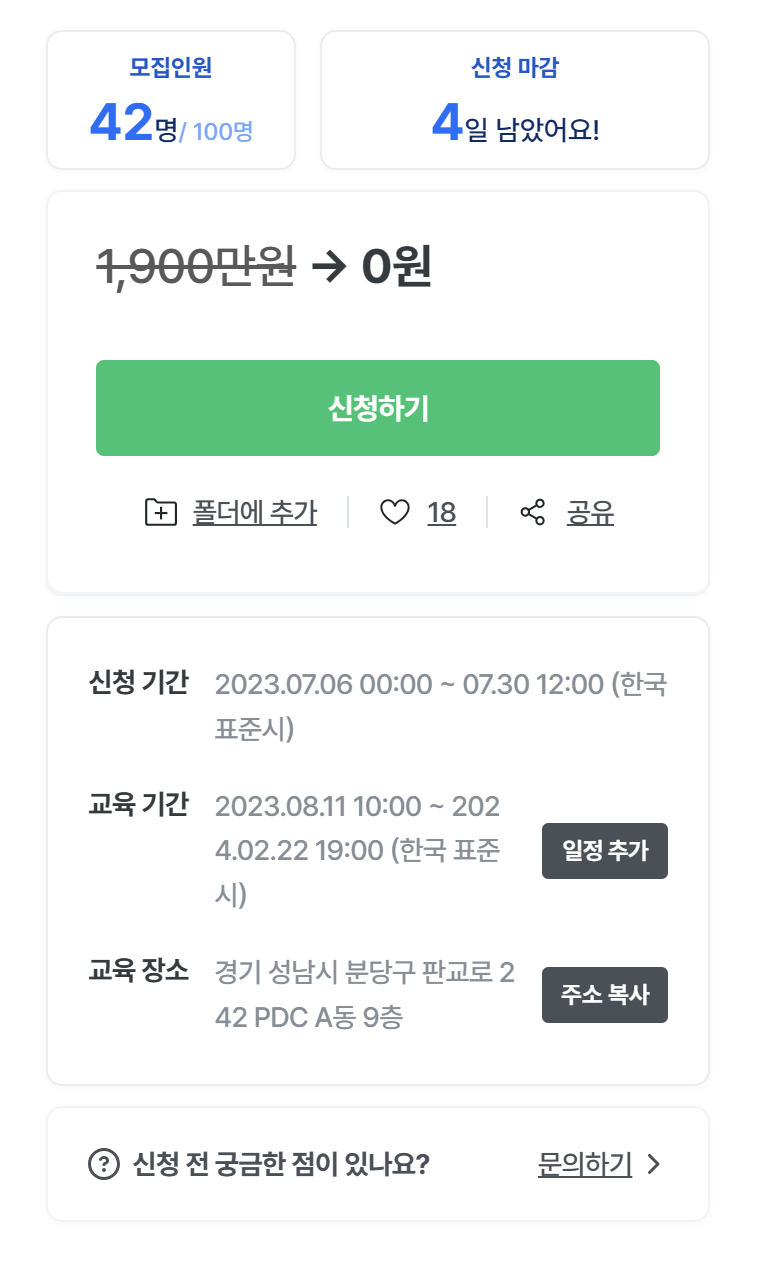 모집인원
42명/ 100명
신청 마감
4일 남았어요!
1,900만원 → 0원
신청하기
폴더에 추가
18
공유
신청 기간
2023.07.06 00:00 ~ 07.30 12:00 (한국
표준시)
교육 기간
2023.08.11 10:00 ~ 202
4.02.22 19:00 (한국 표준
시)
일정 추가
교육 장소
경기 성남시 분당구 판교로 2
42 PDC A동 9층
주소 복사
신청 전 궁금한 점이 있나요?
문의하기